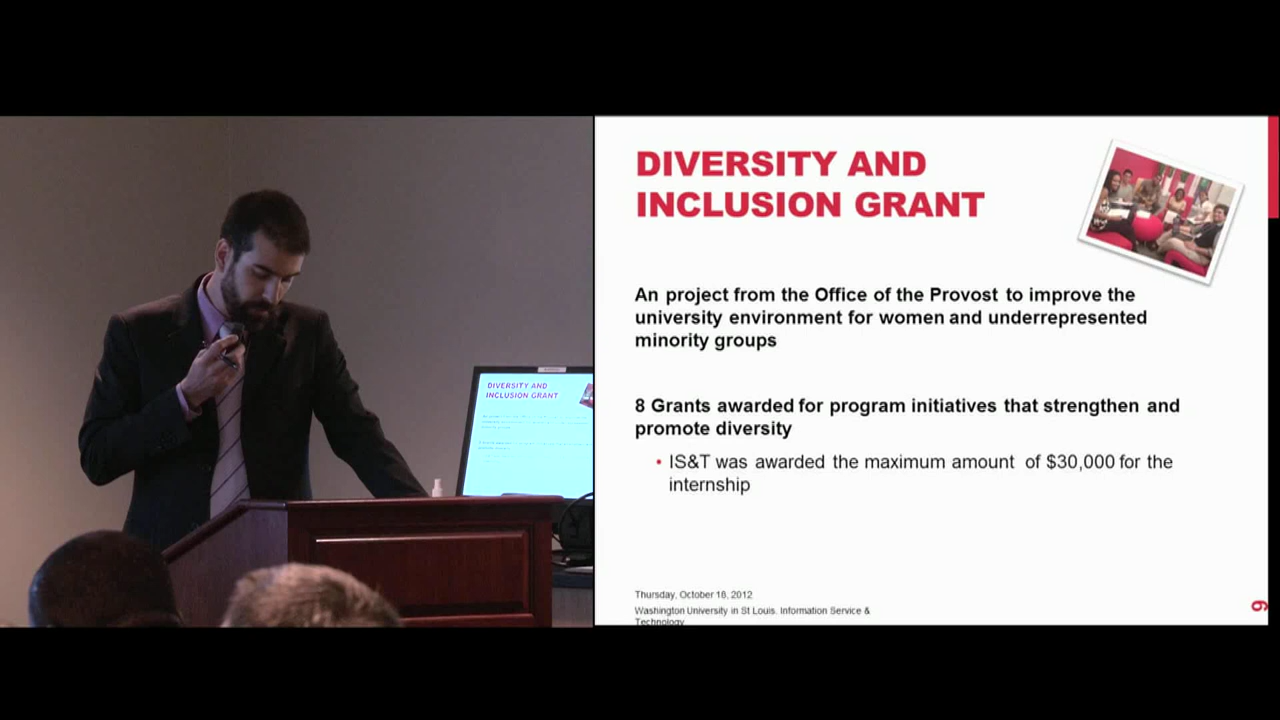 DIVERSITY AND
INCLUSION GRANT
An project from the Office of the Provost to improve the
university environment for women and underrepresented
minority groups
8 Grants awarded for program initiatives that strengthen and
promote diversity
• IS&T was awarded the maximum amount of $30,000 for the
internship
Thursday, October 18, 2012
Washington University in St Louis. Information Service &
Technology
9
DIVERSITY AND
INCLUSION GRANT